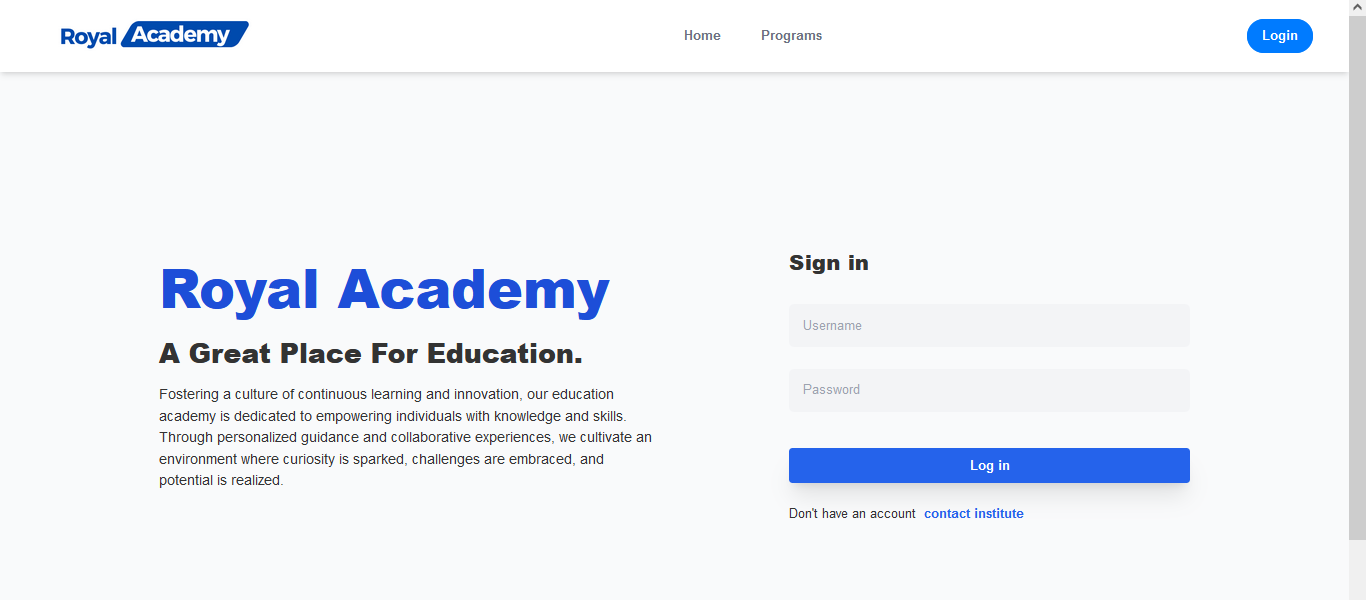 Royal Academy
Home
Programs
Login
Royal Academy
A Great Place For Education.
Fostering a culture of continuous learning and innovation, our education
academy is dedicated to empowering individuals with knowledge and skills.
Through personalized guidance and collaborative experiences, we cultivate an
environment where curiosity is sparked, challenges are embraced, and
potential is realized.
Sign in
Username
Password
Log in
Don't have an account contact institute